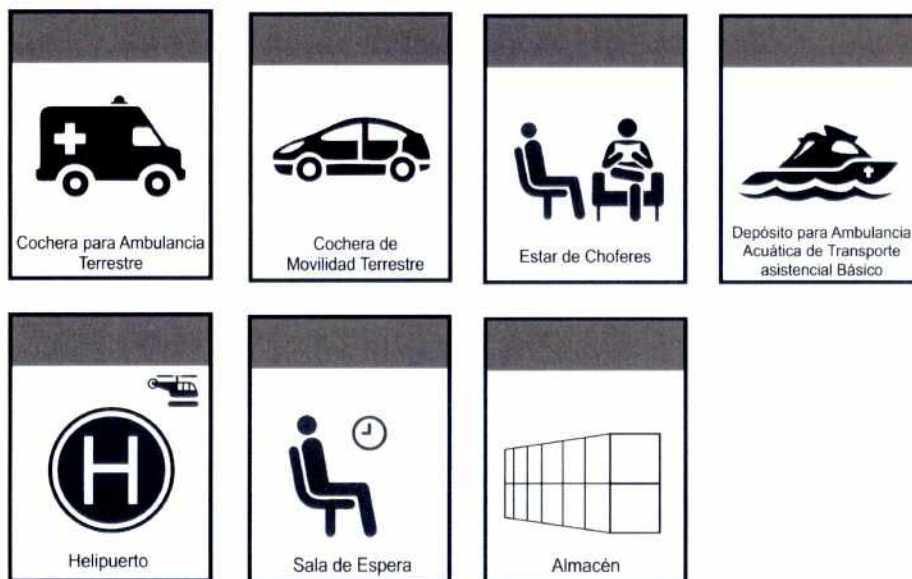 Cochera para Ambulancia
Terrestre
Cochera de
Movilidad Terrestre
Estar de Choferes
Depósito para Ambulancia
Acuática de Transporte
asistencial Básico
H
Helipuerto
Sala de Espera
Almacén